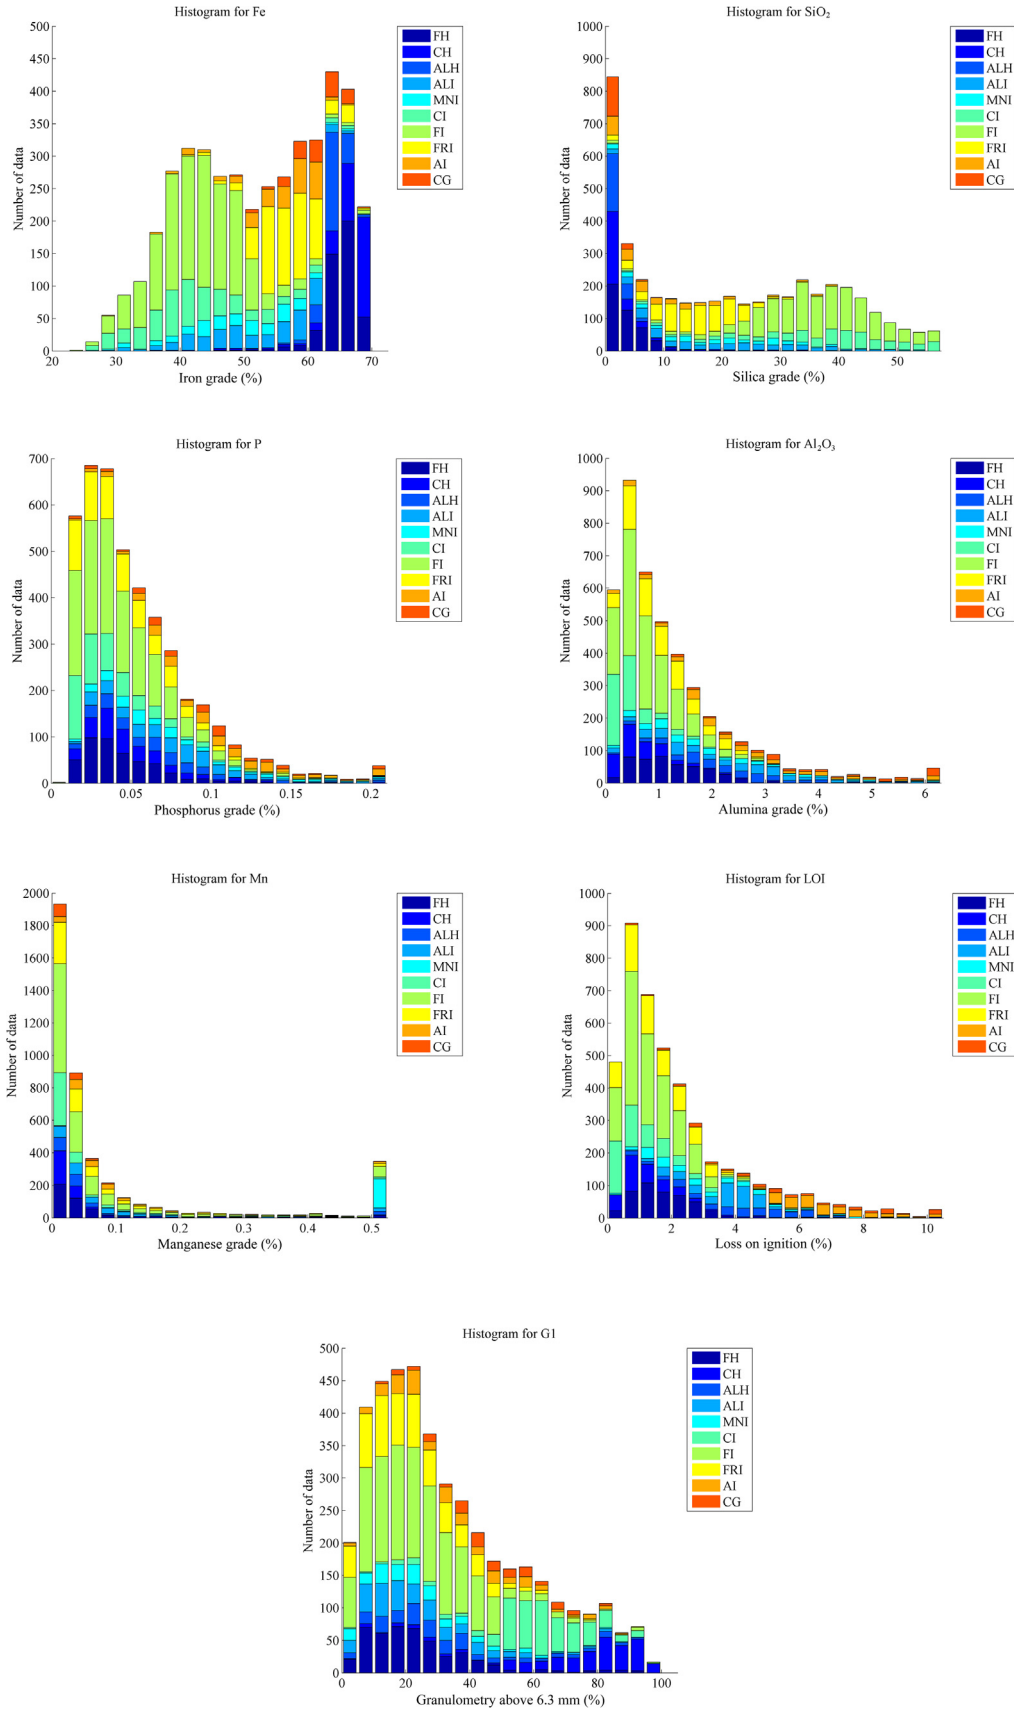 Histogram for Fe
500
450
400
350
300
250
200
150
100
50
0
Number of data
20 30 40 50 60 70
Iron grade (%)
FH
CH
ALH
ALI
MNI
CI
FI
FRI
AI
CG
Histogram for SiO₂
1000
900
800
700
600
500
400
300
200
100
0
Number of data
0 10 20 30 40 50
Silica grade (%)
FH
CH
ALH
ALI
MNI
CI
FI
FRI
AI
CG
Histogram for P
700
600
500
400
300
200
100
0
Number of data
0 0.05 0.1 0.15 0.2
Phosphorus grade (%)
FH
CH
ALH
ALI
MNI
CI
FI
FRI
AI
CG
Histogram for Al₂O₃
1000
900
800
700
600
500
400
300
200
100
0
Number of data
0 1 2 3 4 5 6
Alumina grade (%)
FH
CH
ALH
ALI
MNI
CI
FI
FRI
AI
CG
Histogram for Mn
2000
1800
1600
1400
1200
1000
800
600
400
200
0
Number of data
0 0.1 0.2 0.3 0.4 0.5
Manganese grade (%)
FH
CH
ALH
ALI
MNI
CI
FI
FRI
AI
CG
Histogram for LOI
1000
900
800
700
600
500
400
300
200
100
0
Number of data
0 2 4 6 8 10
Loss on ignition (%)
FH
CH
ALH
ALI
MNI
CI
FI
FRI
AI
CG
Histogram for G1
500
450
400
350
300
250
200
150
100
50
0
Number of data
0 20 40 60 80 100
Granulometry above 6.3 mm (%)
FH
CH
ALH
ALI
MNI
CI
FI
FRI
AI
CG